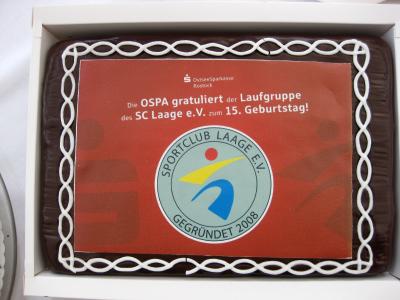 OstseeSparkasse
Rostock
Die OSPA gratuliert der Laufgruppe
des SC Laage e.V. zum 15. Geburtstag!
SPORTCLUB LAAGE E.V.
GEGRÜNDET 2008